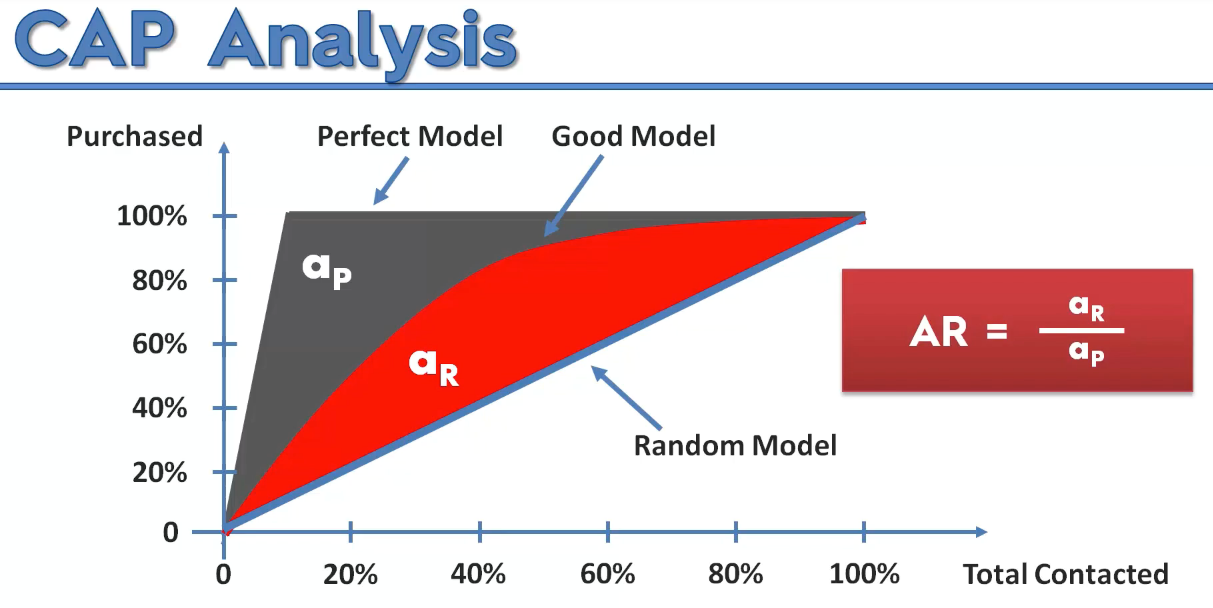 CAP Analysis
Purchased
Perfect Model
Good Model
100%
80%
60%
40%
20%
0
aP
aR
AR = aR / aP
Random Model
0 20% 40% 60% 80% 100% Total Contacted